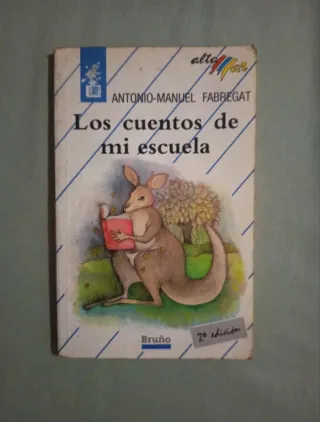 alta mar
ANTONIO-MANUEL FABREGAT
Los cuentos de
mi escuela
Bruño
2ª edición